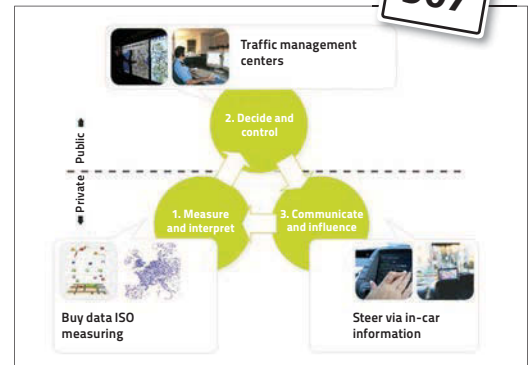 307
Traffic management
centers
2. Decide and
control
Public
Private
1. Measure
and interpret
3. Communicate
and influence
Buy data ISO
measuring
Steer via in-car
information